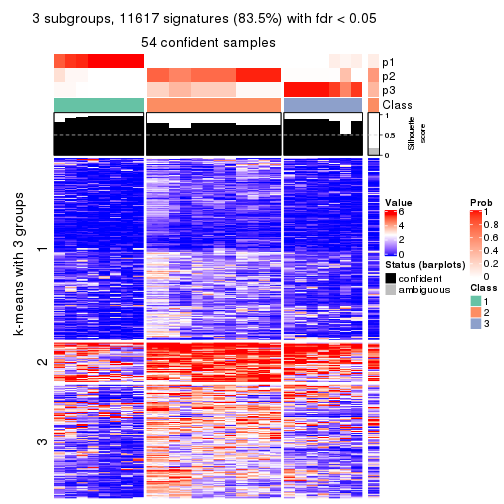 3 subgroups, 11617 signatures (83.5%) with fdr < 0.05
54 confident samples
p1
p2
p3
Class
1
0.5
0
Silhouette
score
k-means with 3 groups
1
2
3
Value
6
4
2
0
Status (barplots)
confident
ambiguous
Prob
1
0.8
0.6
0.4
0.2
0
Class
1
2
3